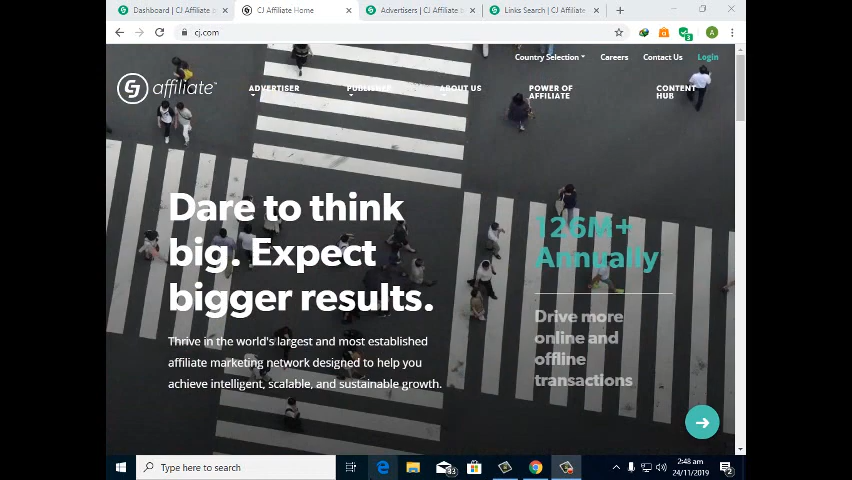 Dashboard | CJ Affiliate b
CJ Affiliate Home
Advertisers | CJ Affiliate b
Links Search | CJ Affiliate
cj.com
3
A
Country Selection
Careers
Contact Us
Login
affiliate™
ADVERTISER
PUBLISHER
ABOUT US
POWER OF
AFFILIATE
CONTENT
HUB
Dare to think
big. Expect
bigger results.
Thrive in the world's largest and most established
affiliate marketing network designed to help you
achieve intelligent, scalable, and sustainable growth.
126M+
Annually
Drive more
online and
offline
transactions
Type here to search
2:48 am
24/11/2019
2